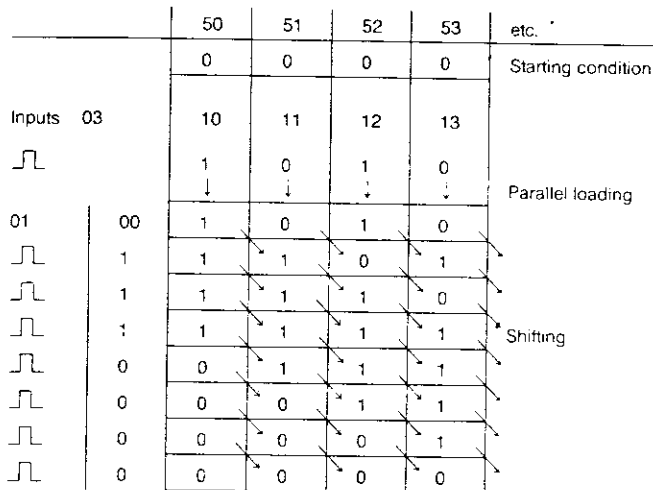 50 51 52 53 etc.
0 0 0 0 Starting condition
Inputs 03 10 11 12 13
1 0 1 0
Parallel loading
01 00 1 0 1 0
1 1 1 0 1
1 1 1 1 0
1 1 1 1 1 Shifting
0 0 1 1 1
0 0 0 1 1
0 0 0 0 1
0 0 0 0 0